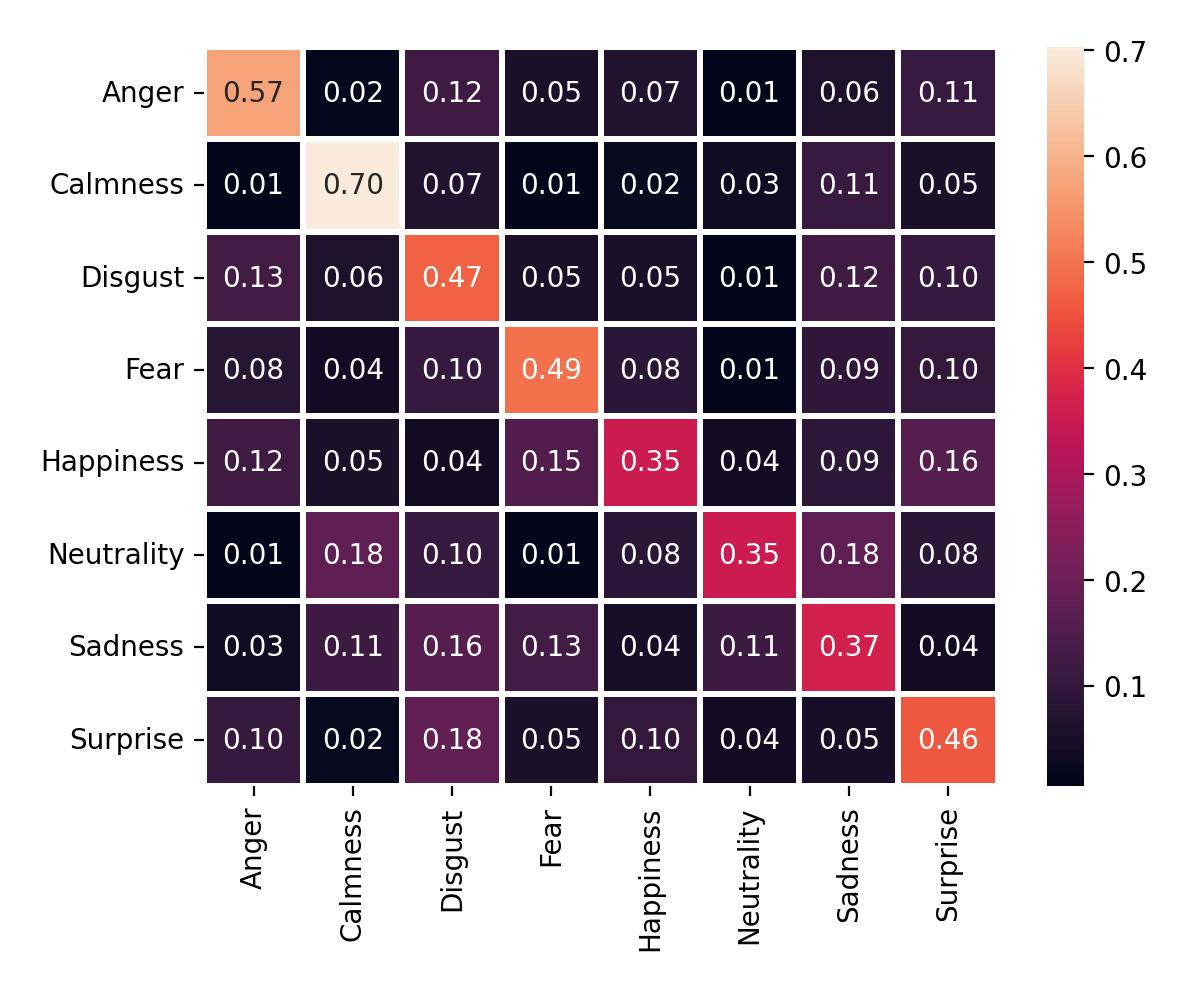 Anger 0.57 0.02 0.12 0.05 0.07 0.01 0.06 0.11
Calmness 0.01 0.70 0.07 0.01 0.02 0.03 0.11 0.05
Disgust 0.13 0.06 0.47 0.05 0.05 0.01 0.12 0.10
Fear 0.08 0.04 0.10 0.49 0.08 0.01 0.09 0.10
Happiness 0.12 0.05 0.04 0.15 0.35 0.04 0.09 0.16
Neutrality 0.01 0.18 0.10 0.01 0.08 0.35 0.18 0.08
Sadness 0.03 0.11 0.16 0.13 0.04 0.11 0.37 0.04
Surprise 0.10 0.02 0.18 0.05 0.10 0.04 0.05 0.46
Anger Calmness Disgust Fear Happiness Neutrality Sadness Surprise
0.7
0.6
0.5
0.4
0.3
0.2
0.1